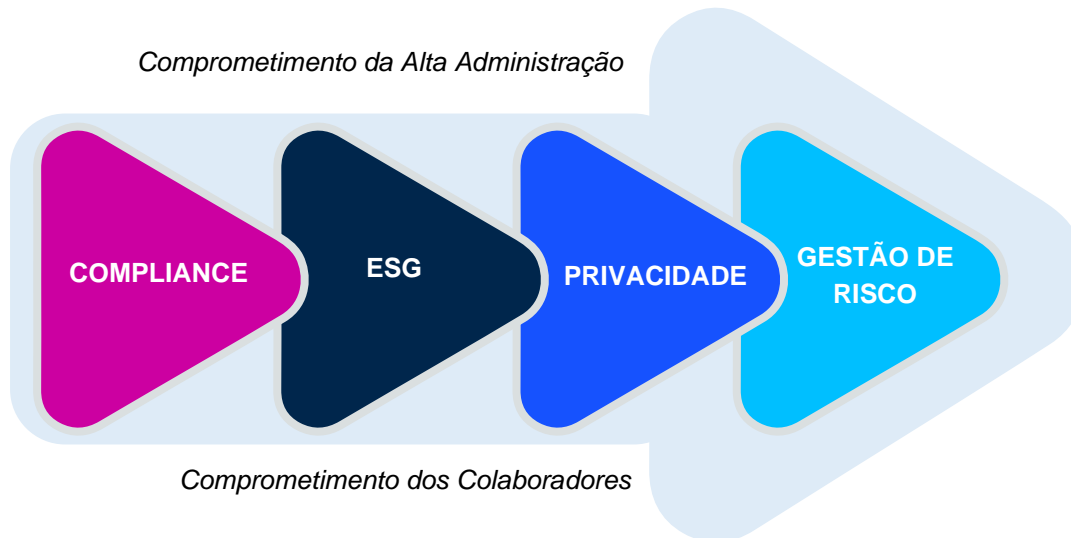 Comprometimento da Alta Administração
COMPLIANCE
ESG
PRIVACIDADE
GESTÃO DE
RISCO
Comprometimento dos Colaboradores